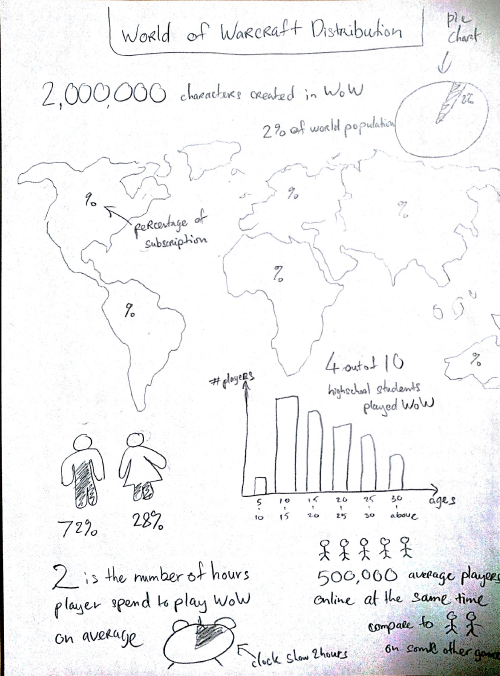 World of Warcraft Distribution
pie
chart
2,000,000 characters created in WoW
2%
2% of world population
%
%
%
percentage of
subscription
%
%
%
4 out of 10
highschool students
played WoW
# players
5 - 10
10 - 15
15 - 20
20 - 25
25 - 30
30 - above
ages
72%
28%
2 is the number of hours
player spend to play WoW
on average
clock show 2 hours
500,000 average players
online at the same time
compare to
on some other game